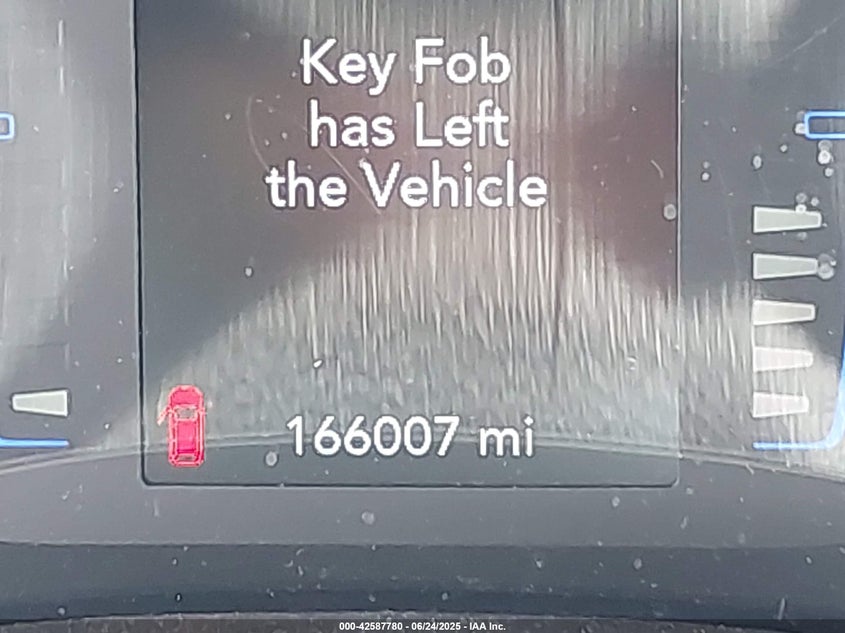 Key Fob
has Left
the Vehicle
166007 mi
000-42587780 - 06/24/2025 - IAA Inc.